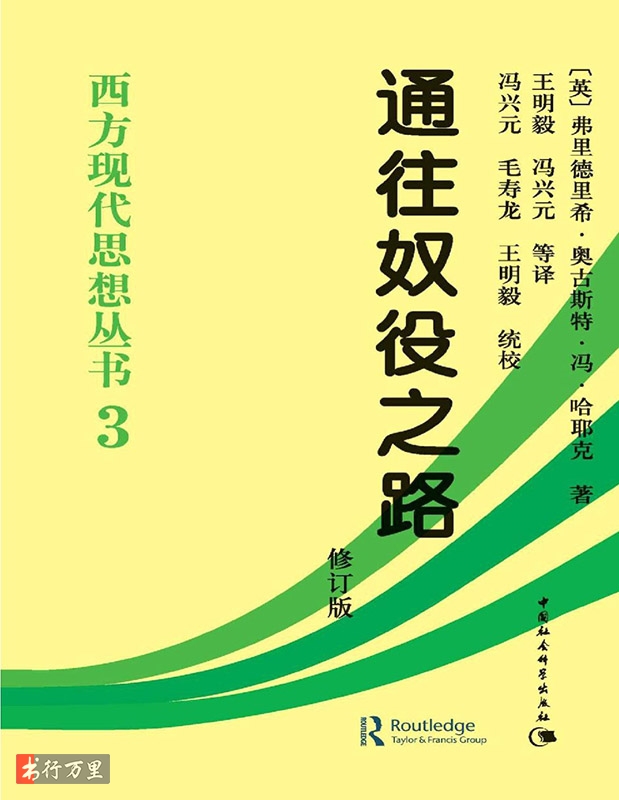 ［英］弗里德里希·奥古斯特·冯·哈耶克 著
王明毅 冯兴元 等译
冯兴元 毛寿龙 王明毅 统校
通往奴役之路
修订版
西方现代思想丛书 3
中国社会科学出版社
ROUTLEDGE
Routledge
Taylor & Francis Group
书行万里